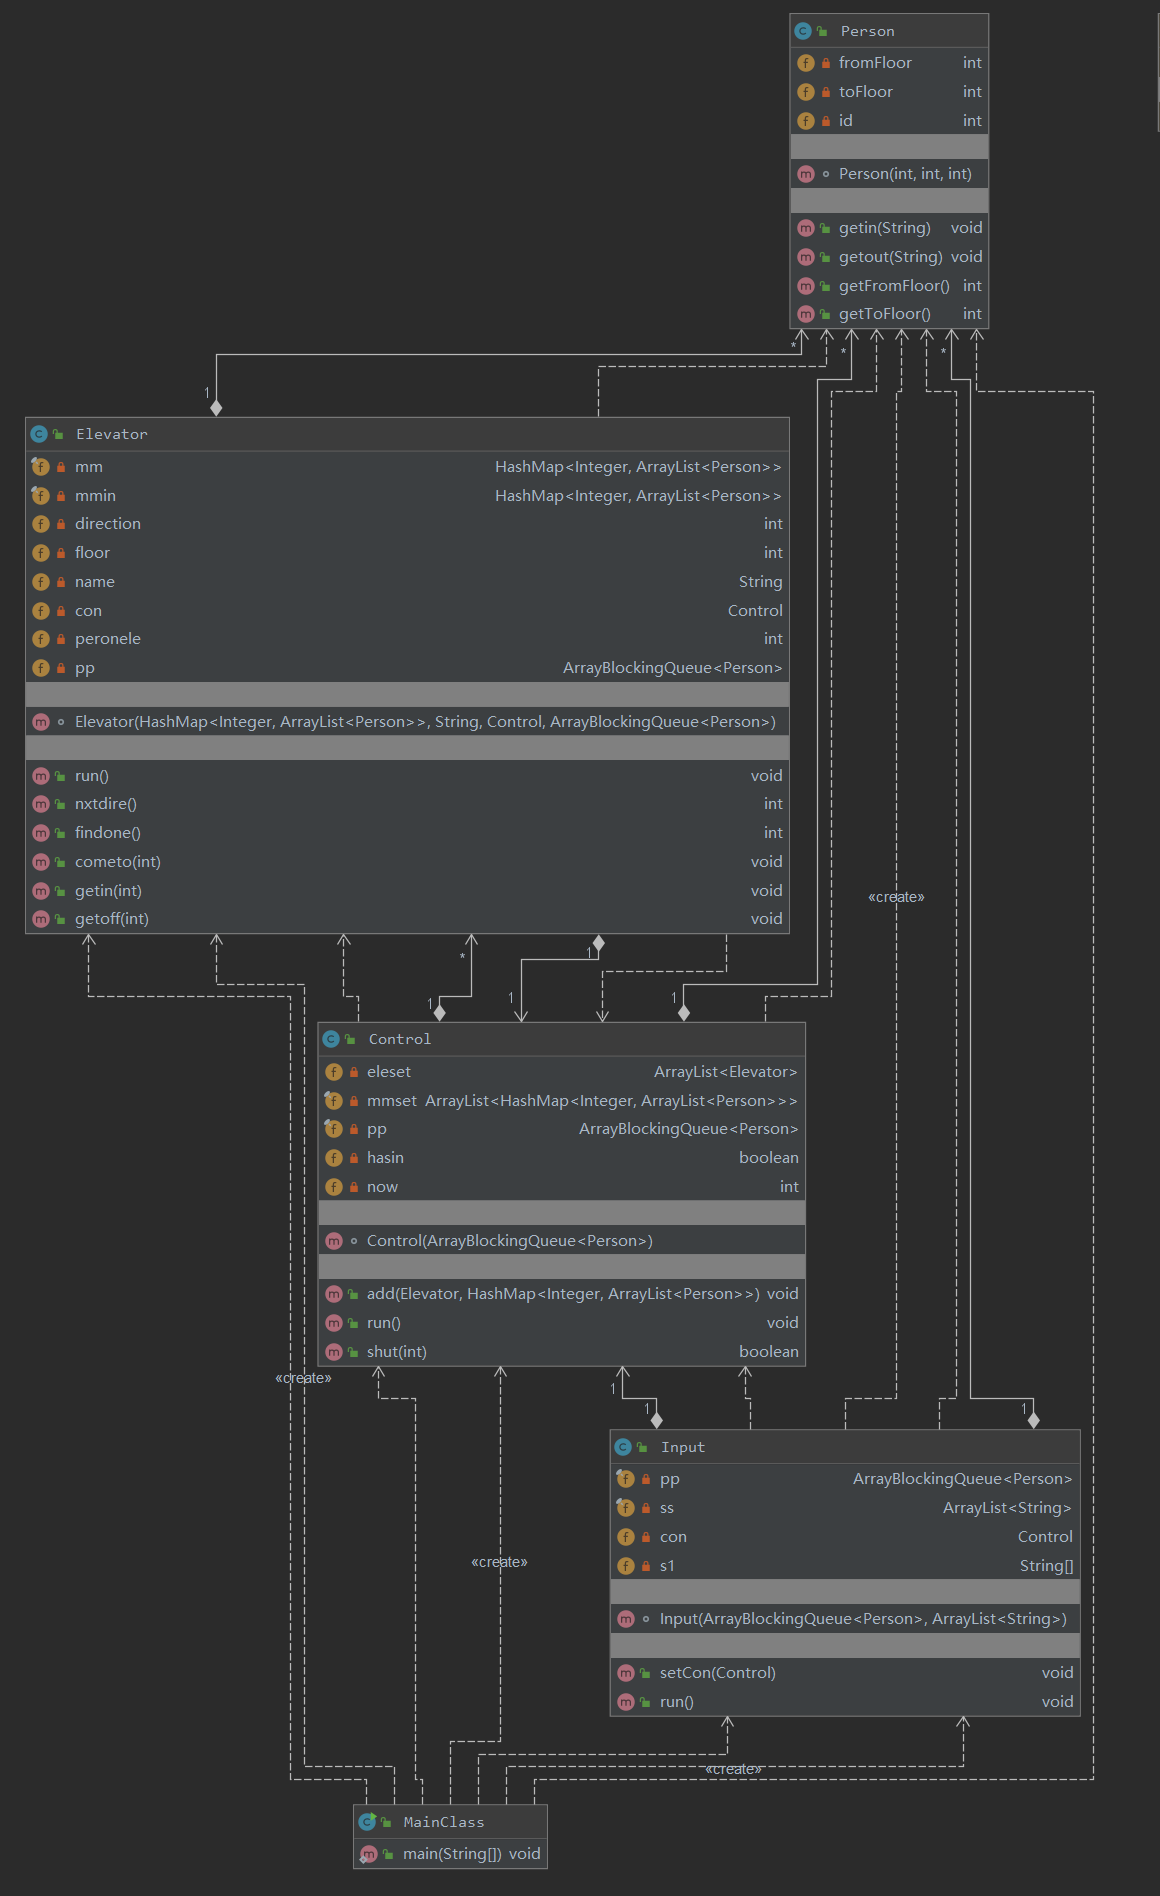 Person
fromFloor int
toFloor int
id int
Person(int, int, int)
getin(String) void
getout(String) void
getFromFloor() int
getToFloor() int
* * *
1
Elevator
mm HashMap<Integer, ArrayList<Person>>
mmin HashMap<Integer, ArrayList<Person>>
direction int
floor int
name String
con Control
peronele int
pp ArrayBlockingQueue<Person>
Elevator(HashMap<Integer, ArrayList<Person>>, String, Control, ArrayBlockingQueue<Person>)
run() void
nxtdire() int
findone() int
cometo(int) void
getin(int) void
getoff(int) void
«create»
* 1
1 1 1
Control
eleset ArrayList<Elevator>
mmset ArrayList<HashMap<Integer, ArrayList<Person>>>
pp ArrayBlockingQueue<Person>
hasin boolean
now int
Control(ArrayBlockingQueue<Person>)
add(Elevator, HashMap<Integer, ArrayList<Person>>) void
run() void
shut(int) boolean
«create»
1
1 1
Input
pp ArrayBlockingQueue<Person>
ss ArrayList<String>
con Control
s1 String[]
«create»
Input(ArrayBlockingQueue<Person>, ArrayList<String>)
setCon(Control) void
run() void
«create»
MainClass
main(String[]) void